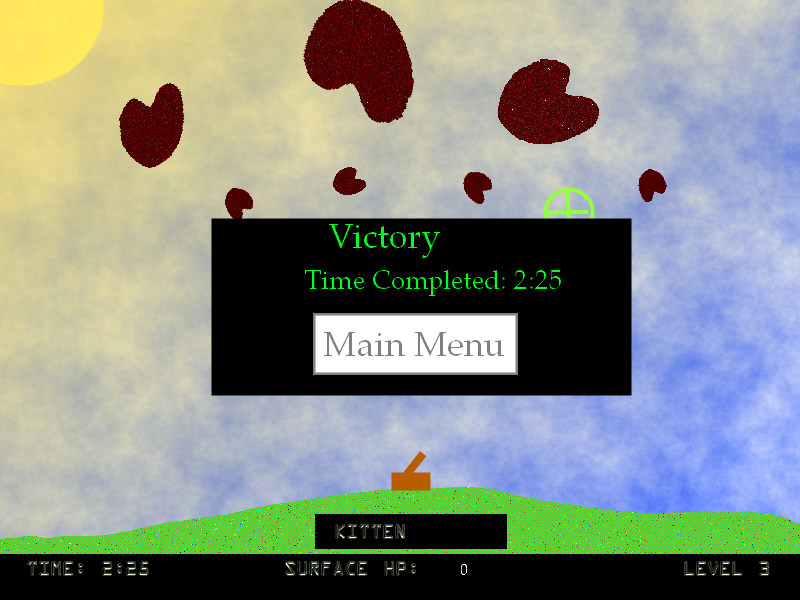 Victory
Time Completed: 2:25
Main Menu
KITTEN
TIME: 2:25 SURFACE HP: 0 LEVEL 3